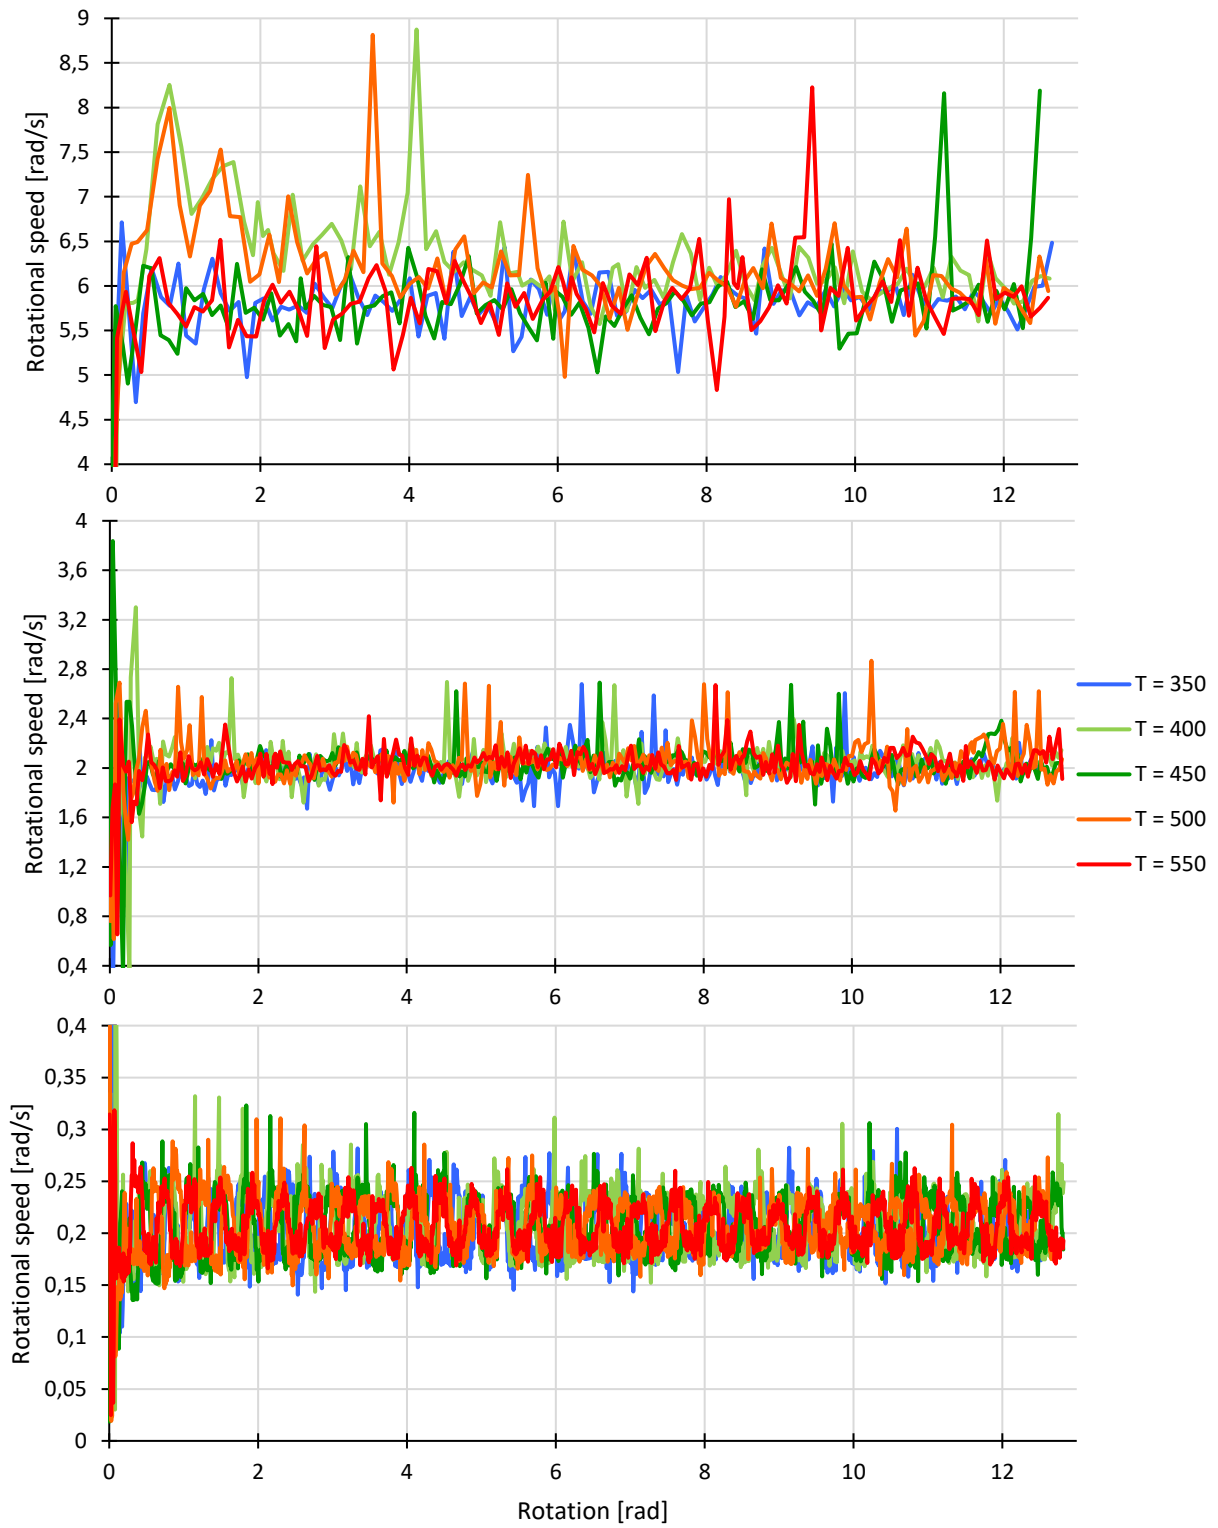 Rotational speed [rad/s]
9
8,5
8
7,5
7
6,5
6
5,5
5
4,5
4
0 2 4 6 8 10 12
Rotational speed [rad/s]
4
3,6
3,2
2,8
2,4
2
1,6
1,2
0,8
0,4
0 2 4 6 8 10 12
T = 350
T = 400
T = 450
T = 500
T = 550
Rotational speed [rad/s]
0,4
0,35
0,3
0,25
0,2
0,15
0,1
0,05
0
0 2 4 6 8 10 12
Rotation [rad]